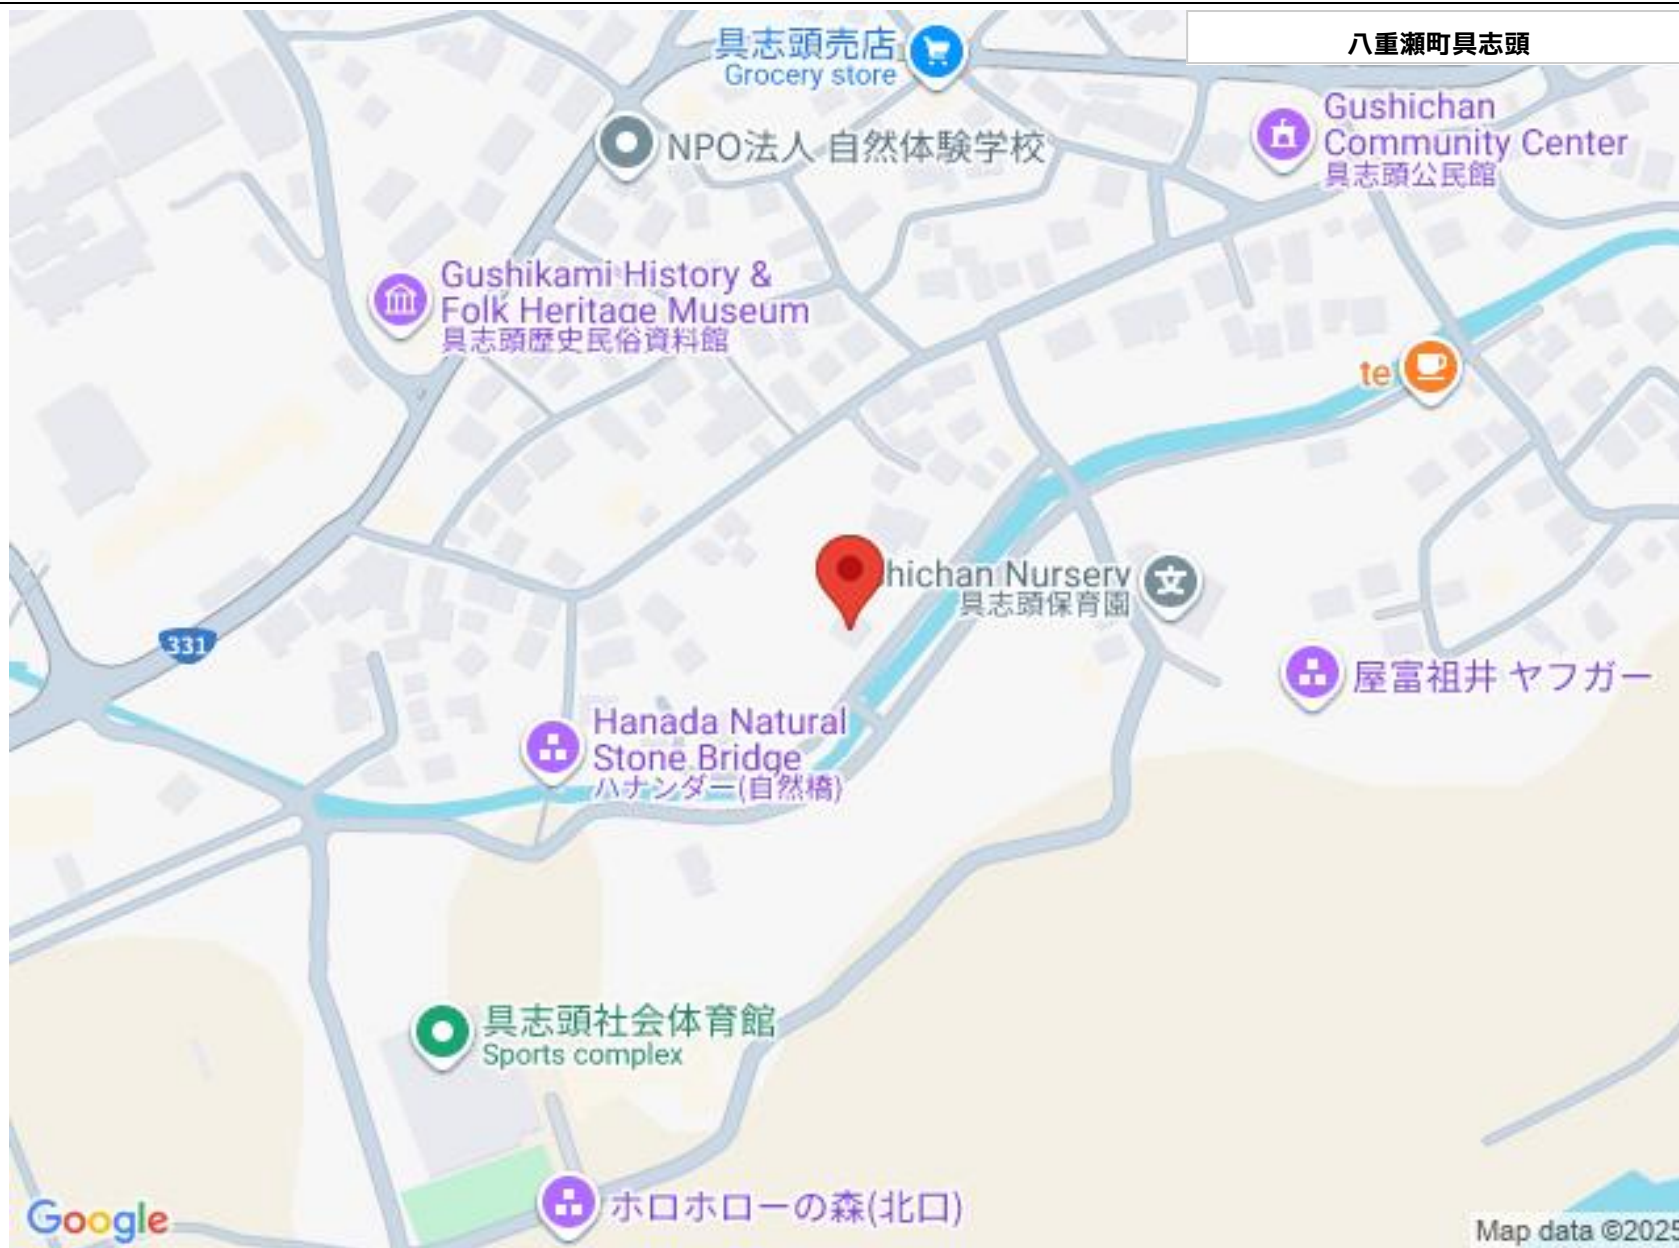 八重瀬町具志頭
具志頭売店
Grocery store
NPO法人 自然体験学校
Gushichan
Community Center
具志頭公民館
Gushikami History &
Folk Heritage Museum
具志頭歴史民俗資料館
te
hichan Nursery
具志頭保育園
331
屋富祖井 ヤフガー
Hanada Natural
Stone Bridge
ハナンダー(自然橋)
具志頭社会体育館
Sports complex
ホロホローの森(北口)
Google
Map data ©2025